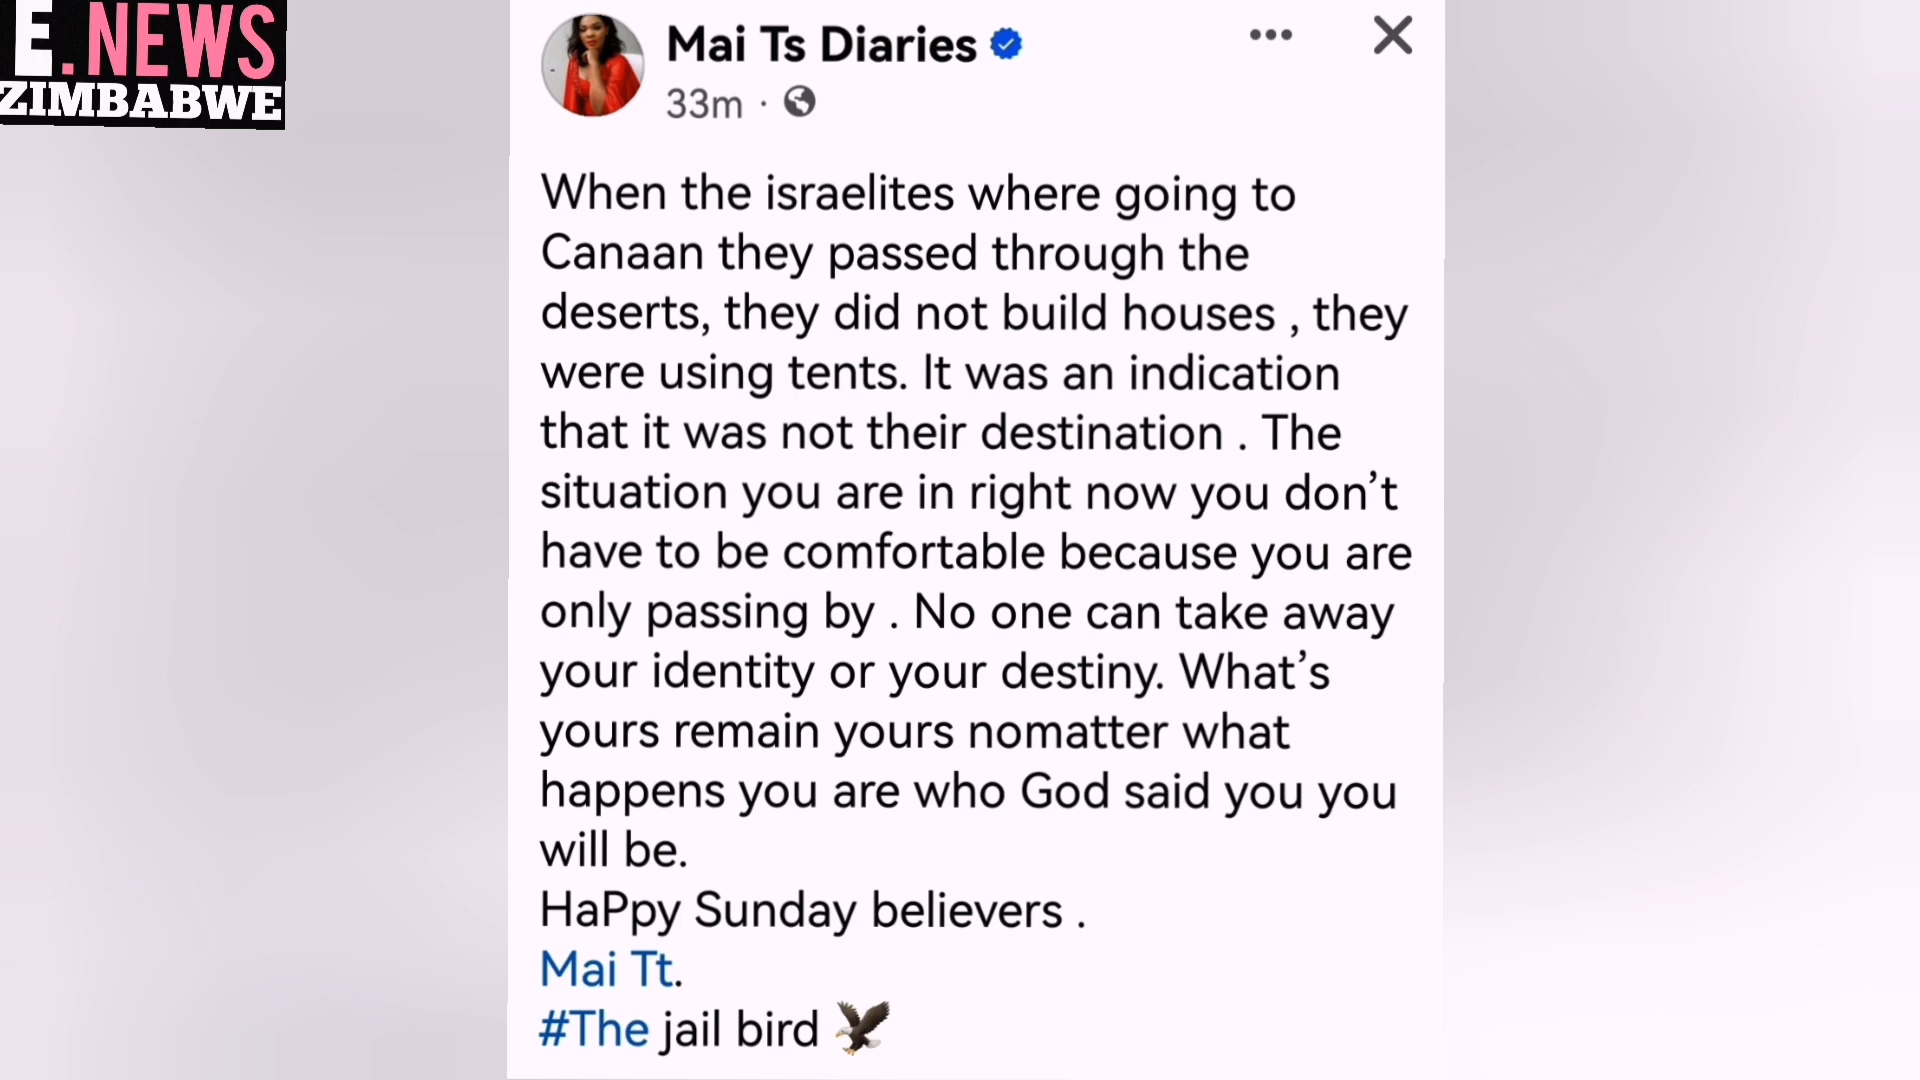 E.NEWS
ZIMBABWE
Mai Ts Diaries
33m ·
When the israelites where going to
Canaan they passed through the
deserts, they did not build houses , they
were using tents. It was an indication
that it was not their destination . The
situation you are in right now you don’t
have to be comfortable because you are
only passing by . No one can take away
your identity or your destiny. What’s
yours remain yours nomatter what
happens you are who God said you you
will be.
HaPpy Sunday believers .
Mai Tt.
#The jail bird 🦅